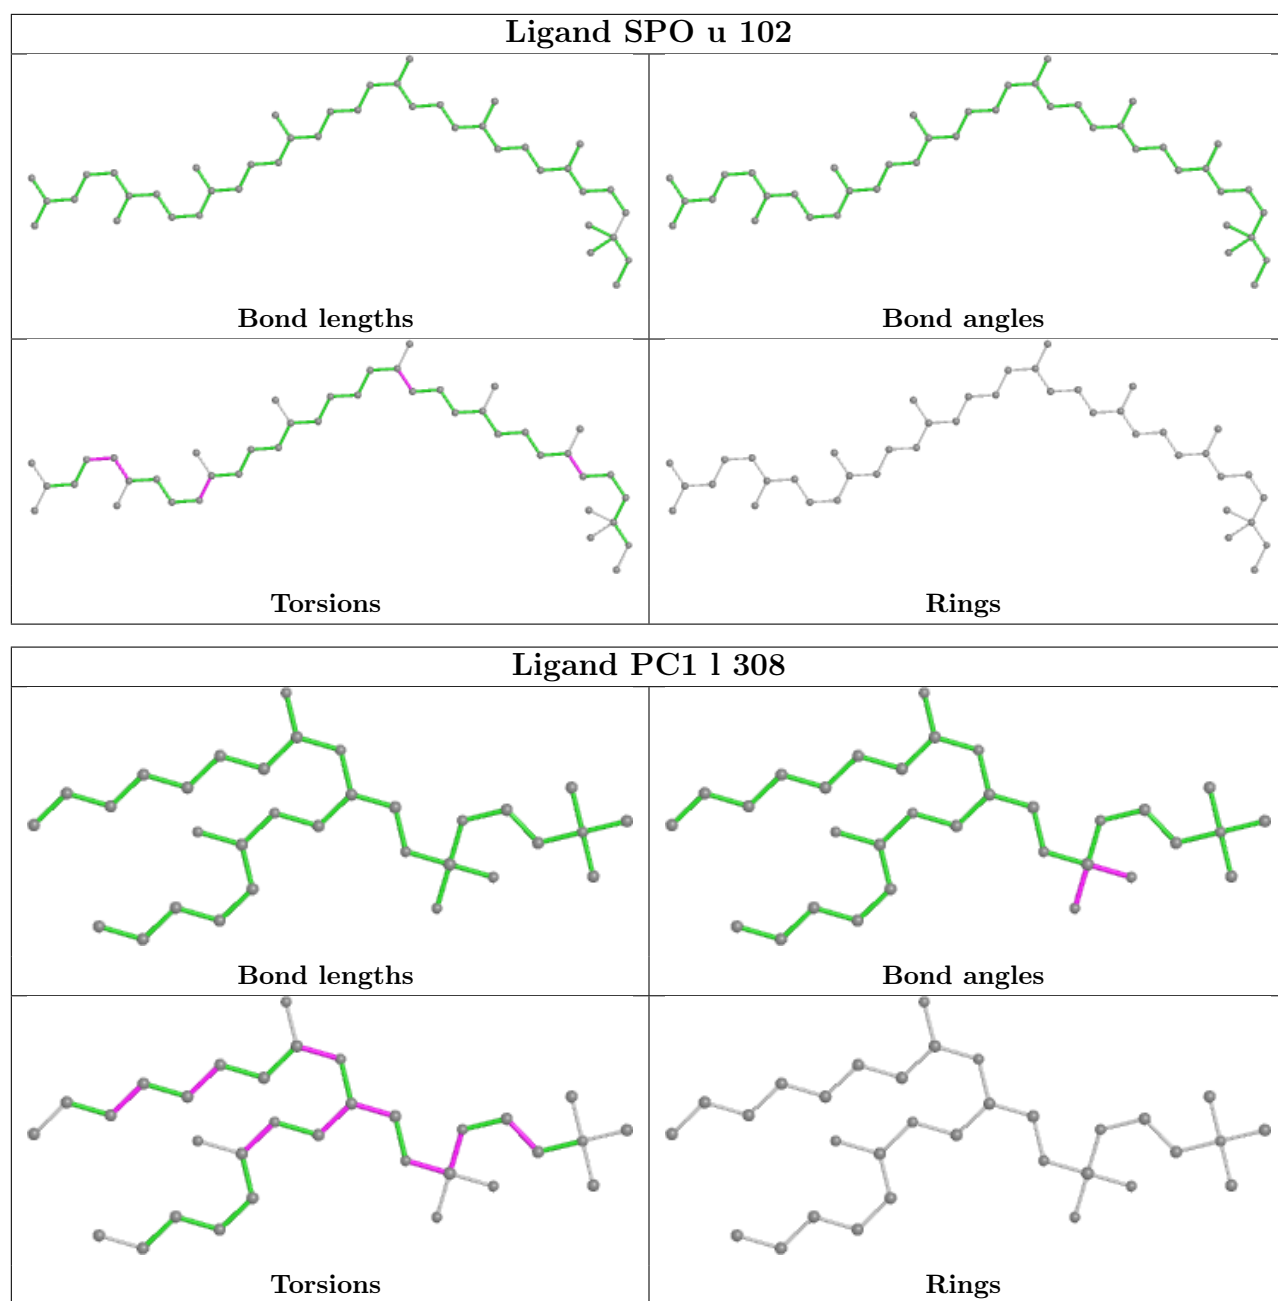 Ligand SPO u 102
Bond lengths
Bond angles
Torsions
Rings
Ligand PC1 l 308
Bond lengths
Bond angles
Torsions
Rings